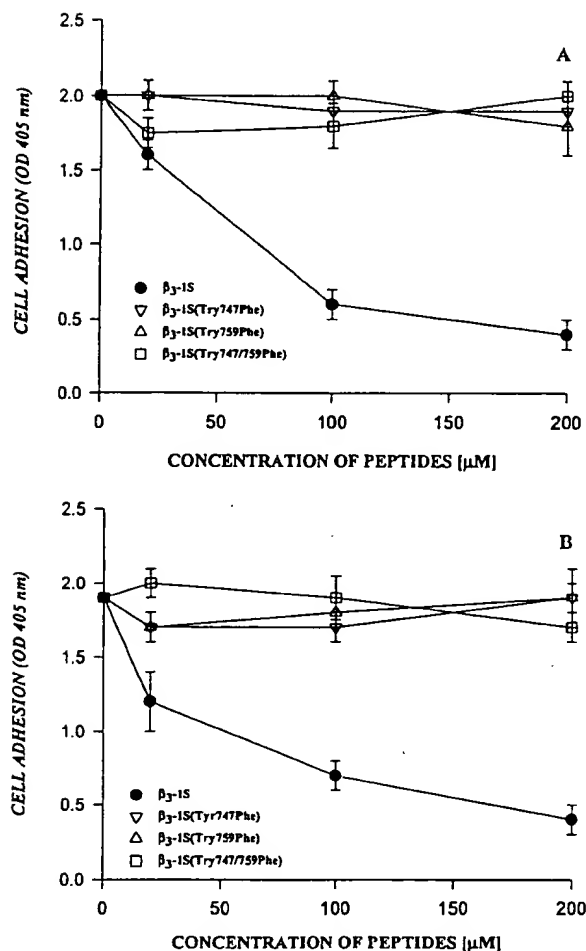 A
2.5
2.0
1.5
1.0
0.5
0.0
CELL ADHESION (OD 405 nm)
β3-1S
β3-1S(Try747Phe)
β3-1S(Try759Phe)
β3-1S(Try747/759Phe)
0 50 100 150 200
CONCENTRATION OF PEPTIDES [μM]
B
2.5
2.0
1.5
1.0
0.5
0.0
CELL ADHESION (OD 405 nm)
β3-1S
β3-1S(Tyr747Phe)
β3-1S(Try759Phe)
β3-1S(Try747/759Phe)
0 50 100 150 200
CONCENTRATION OF PEPTIDES [μM]